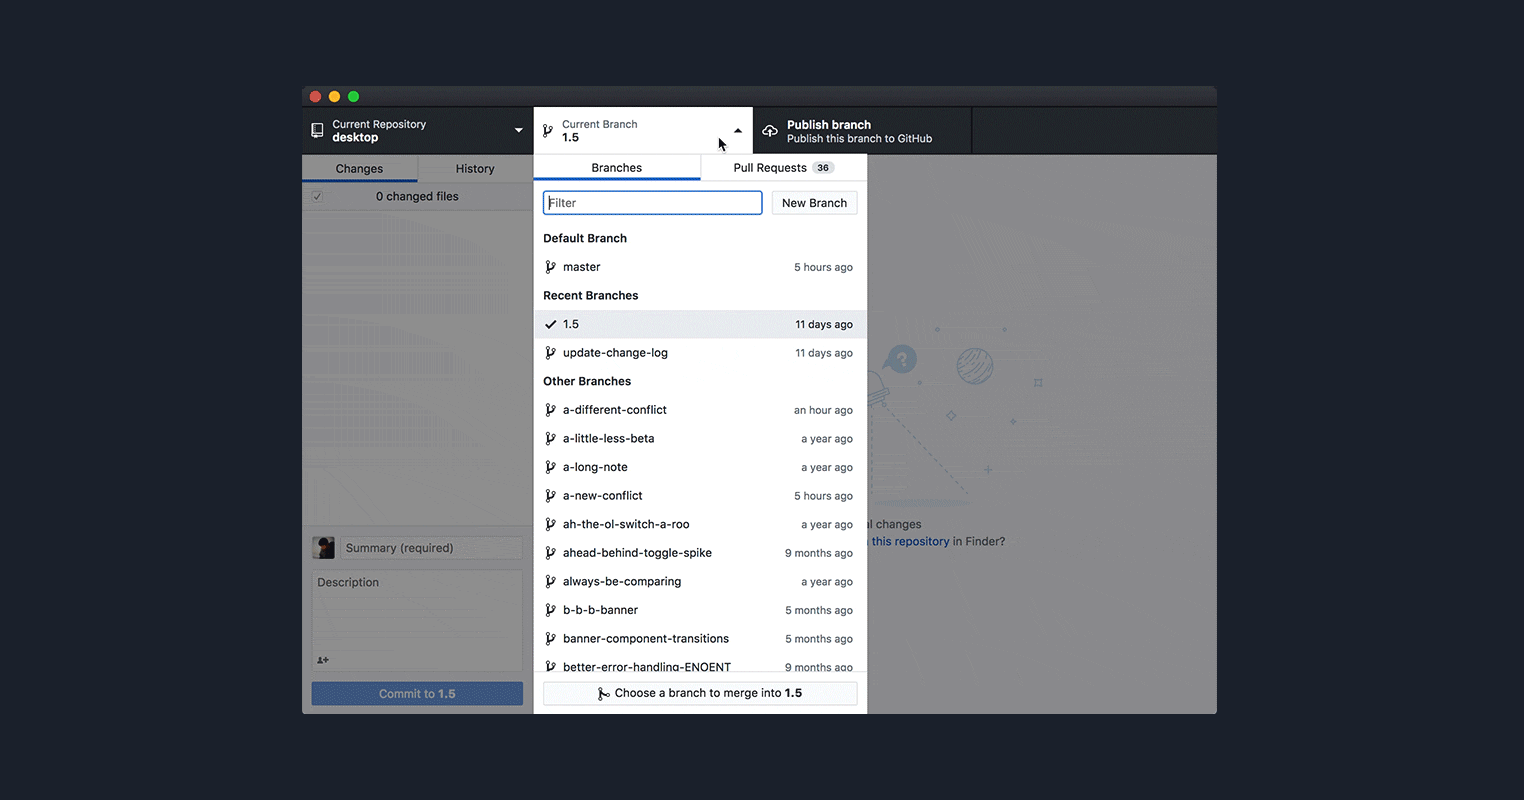 Current Repository
desktop
Current Branch
1.5
Publish branch
Publish this branch to GitHub
Changes
History
0 changed files
Branches
Pull Requests 36
Filter
New Branch
Default Branch
master 5 hours ago
Recent Branches
1.5 11 days ago
update-change-log 11 days ago
Other Branches
a-different-conflict an hour ago
a-little-less-beta a year ago
a-long-note a year ago
a-new-conflict 5 hours ago
ah-the-ol-switch-a-roo a year ago
ahead-behind-toggle-spike 9 months ago
always-be-comparing a year ago
b-b-b-banner 5 months ago
banner-component-transitions 5 months ago
better-error-handling-ENOENT 9 months ago
Choose a branch to merge into 1.5
Summary (required)
Description
Commit to 1.5
?
changes
this repository in Finder?